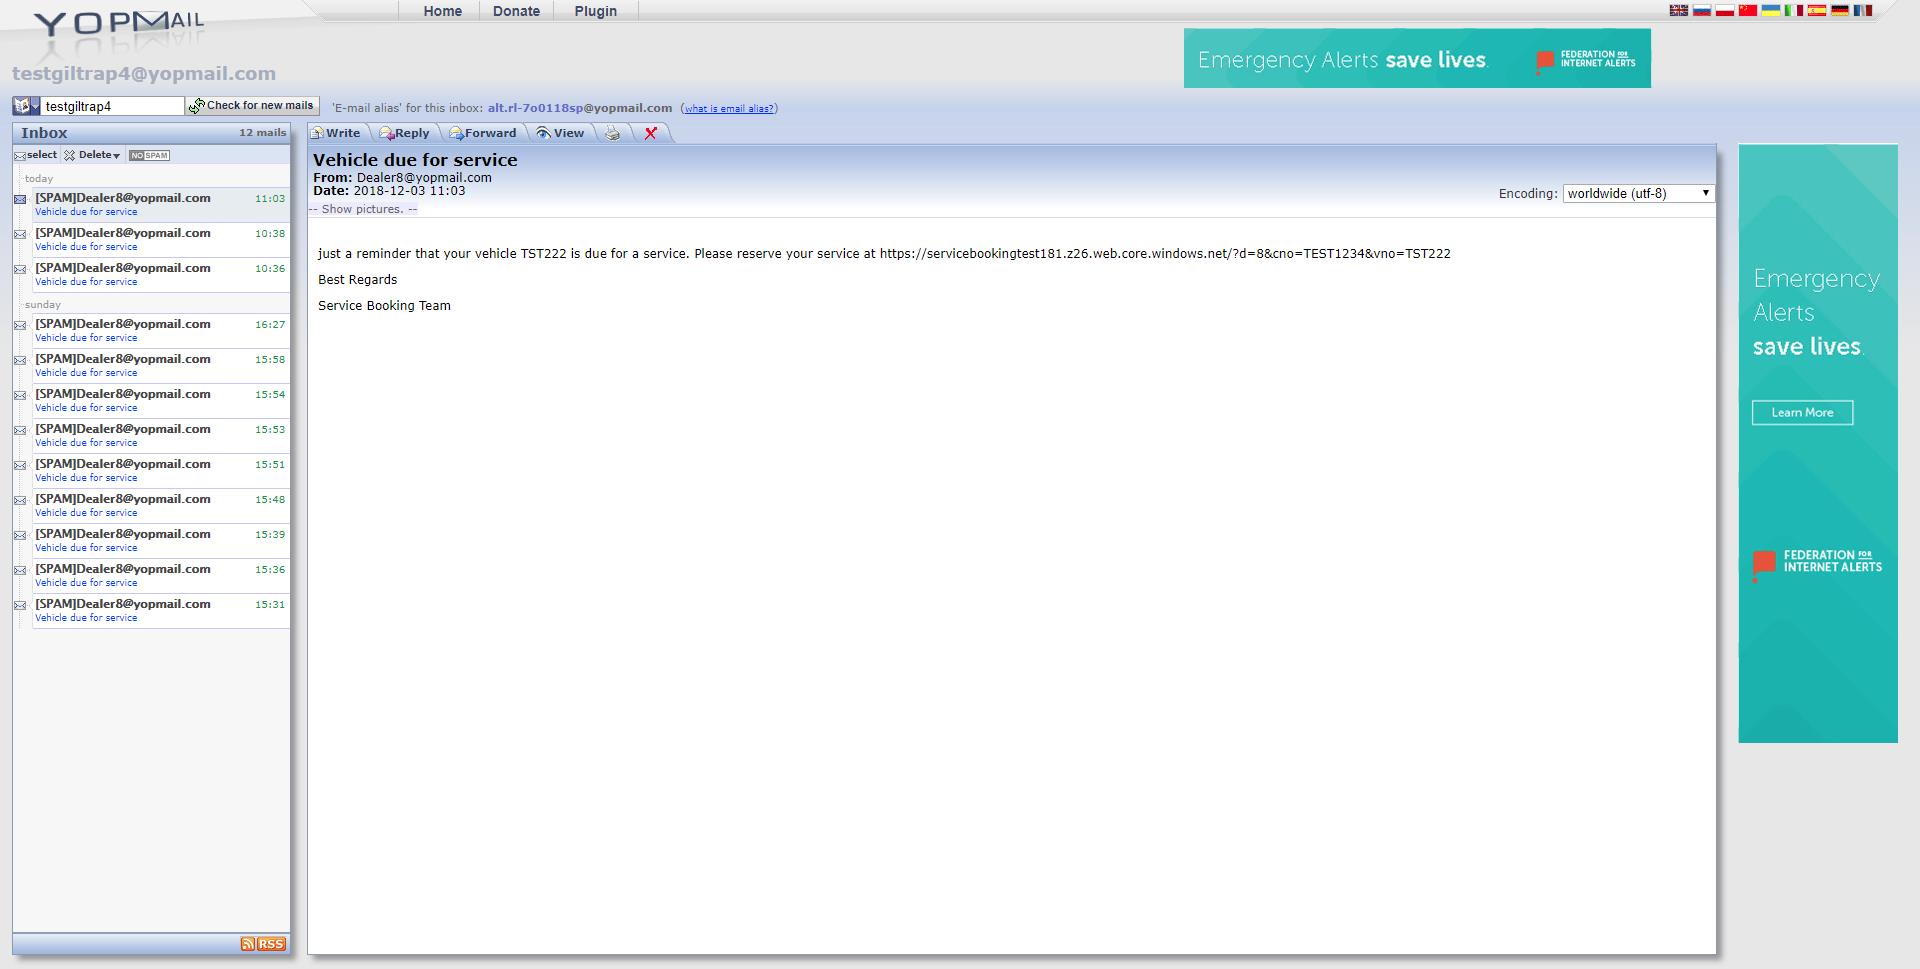 YOPMAIL
Home
Donate
Plugin
testgiltrap4@yopmail.com
Emergency Alerts save lives.
FEDERATION FOR
INTERNET ALERTS
testgiltrap4
Check for new mails
'E-mail alias' for this inbox: alt.rl-7o0118sp@yopmail.com (what is email alias?)
Inbox
12 mails
select
Delete
NO SPAM
today
[SPAM]Dealer8@yopmail.com 11:03
Vehicle due for service
[SPAM]Dealer8@yopmail.com 10:38
Vehicle due for service
[SPAM]Dealer8@yopmail.com 10:36
Vehicle due for service
sunday
[SPAM]Dealer8@yopmail.com 16:27
Vehicle due for service
[SPAM]Dealer8@yopmail.com 15:58
Vehicle due for service
[SPAM]Dealer8@yopmail.com 15:54
Vehicle due for service
[SPAM]Dealer8@yopmail.com 15:53
Vehicle due for service
[SPAM]Dealer8@yopmail.com 15:51
Vehicle due for service
[SPAM]Dealer8@yopmail.com 15:48
Vehicle due for service
[SPAM]Dealer8@yopmail.com 15:39
Vehicle due for service
[SPAM]Dealer8@yopmail.com 15:36
Vehicle due for service
[SPAM]Dealer8@yopmail.com 15:31
Vehicle due for service
RSS
Write
Reply
Forward
View
Vehicle due for service
From: Dealer8@yopmail.com
Date: 2018-12-03 11:03
Encoding: worldwide (utf-8)
-- Show pictures. --
just a reminder that your vehicle TST222 is due for a service. Please reserve your service at https://servicebookingtest181.z26.web.core.windows.net/?d=8&cno=TEST1234&vno=TST222
Best Regards
Service Booking Team
Emergency
Alerts
save lives.
Learn More
FEDERATION FOR
INTERNET ALERTS